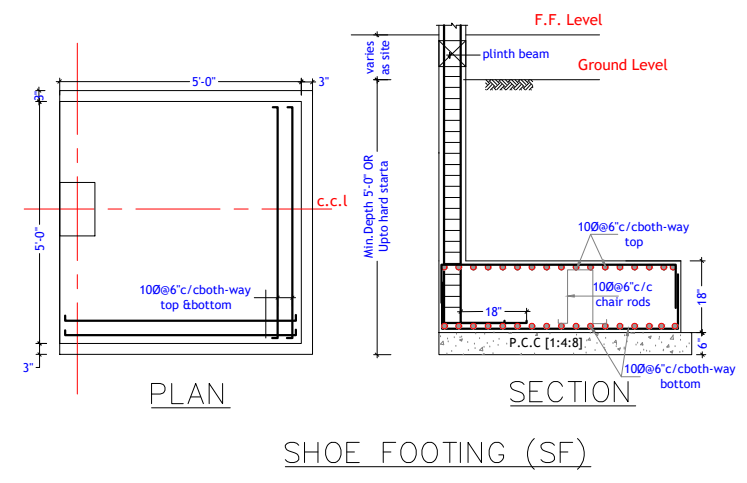 5'-0"
3"
3"
5'-0"
c.c.l
10Ø@6"c/cboth-way
top &bottom
3"
PLAN
F.F. Level
varies
as site
plinth beam
Ground Level
Min.Depth 5'-0" OR
Upto hard starta
10Ø@6"c/cboth-way
top
10Ø@6"c/c
chair rods
18"
18"
P.C.C [1:4:8]
6"
10Ø@6"c/cboth-way
bottom
SECTION
SHOE FOOTING (SF)